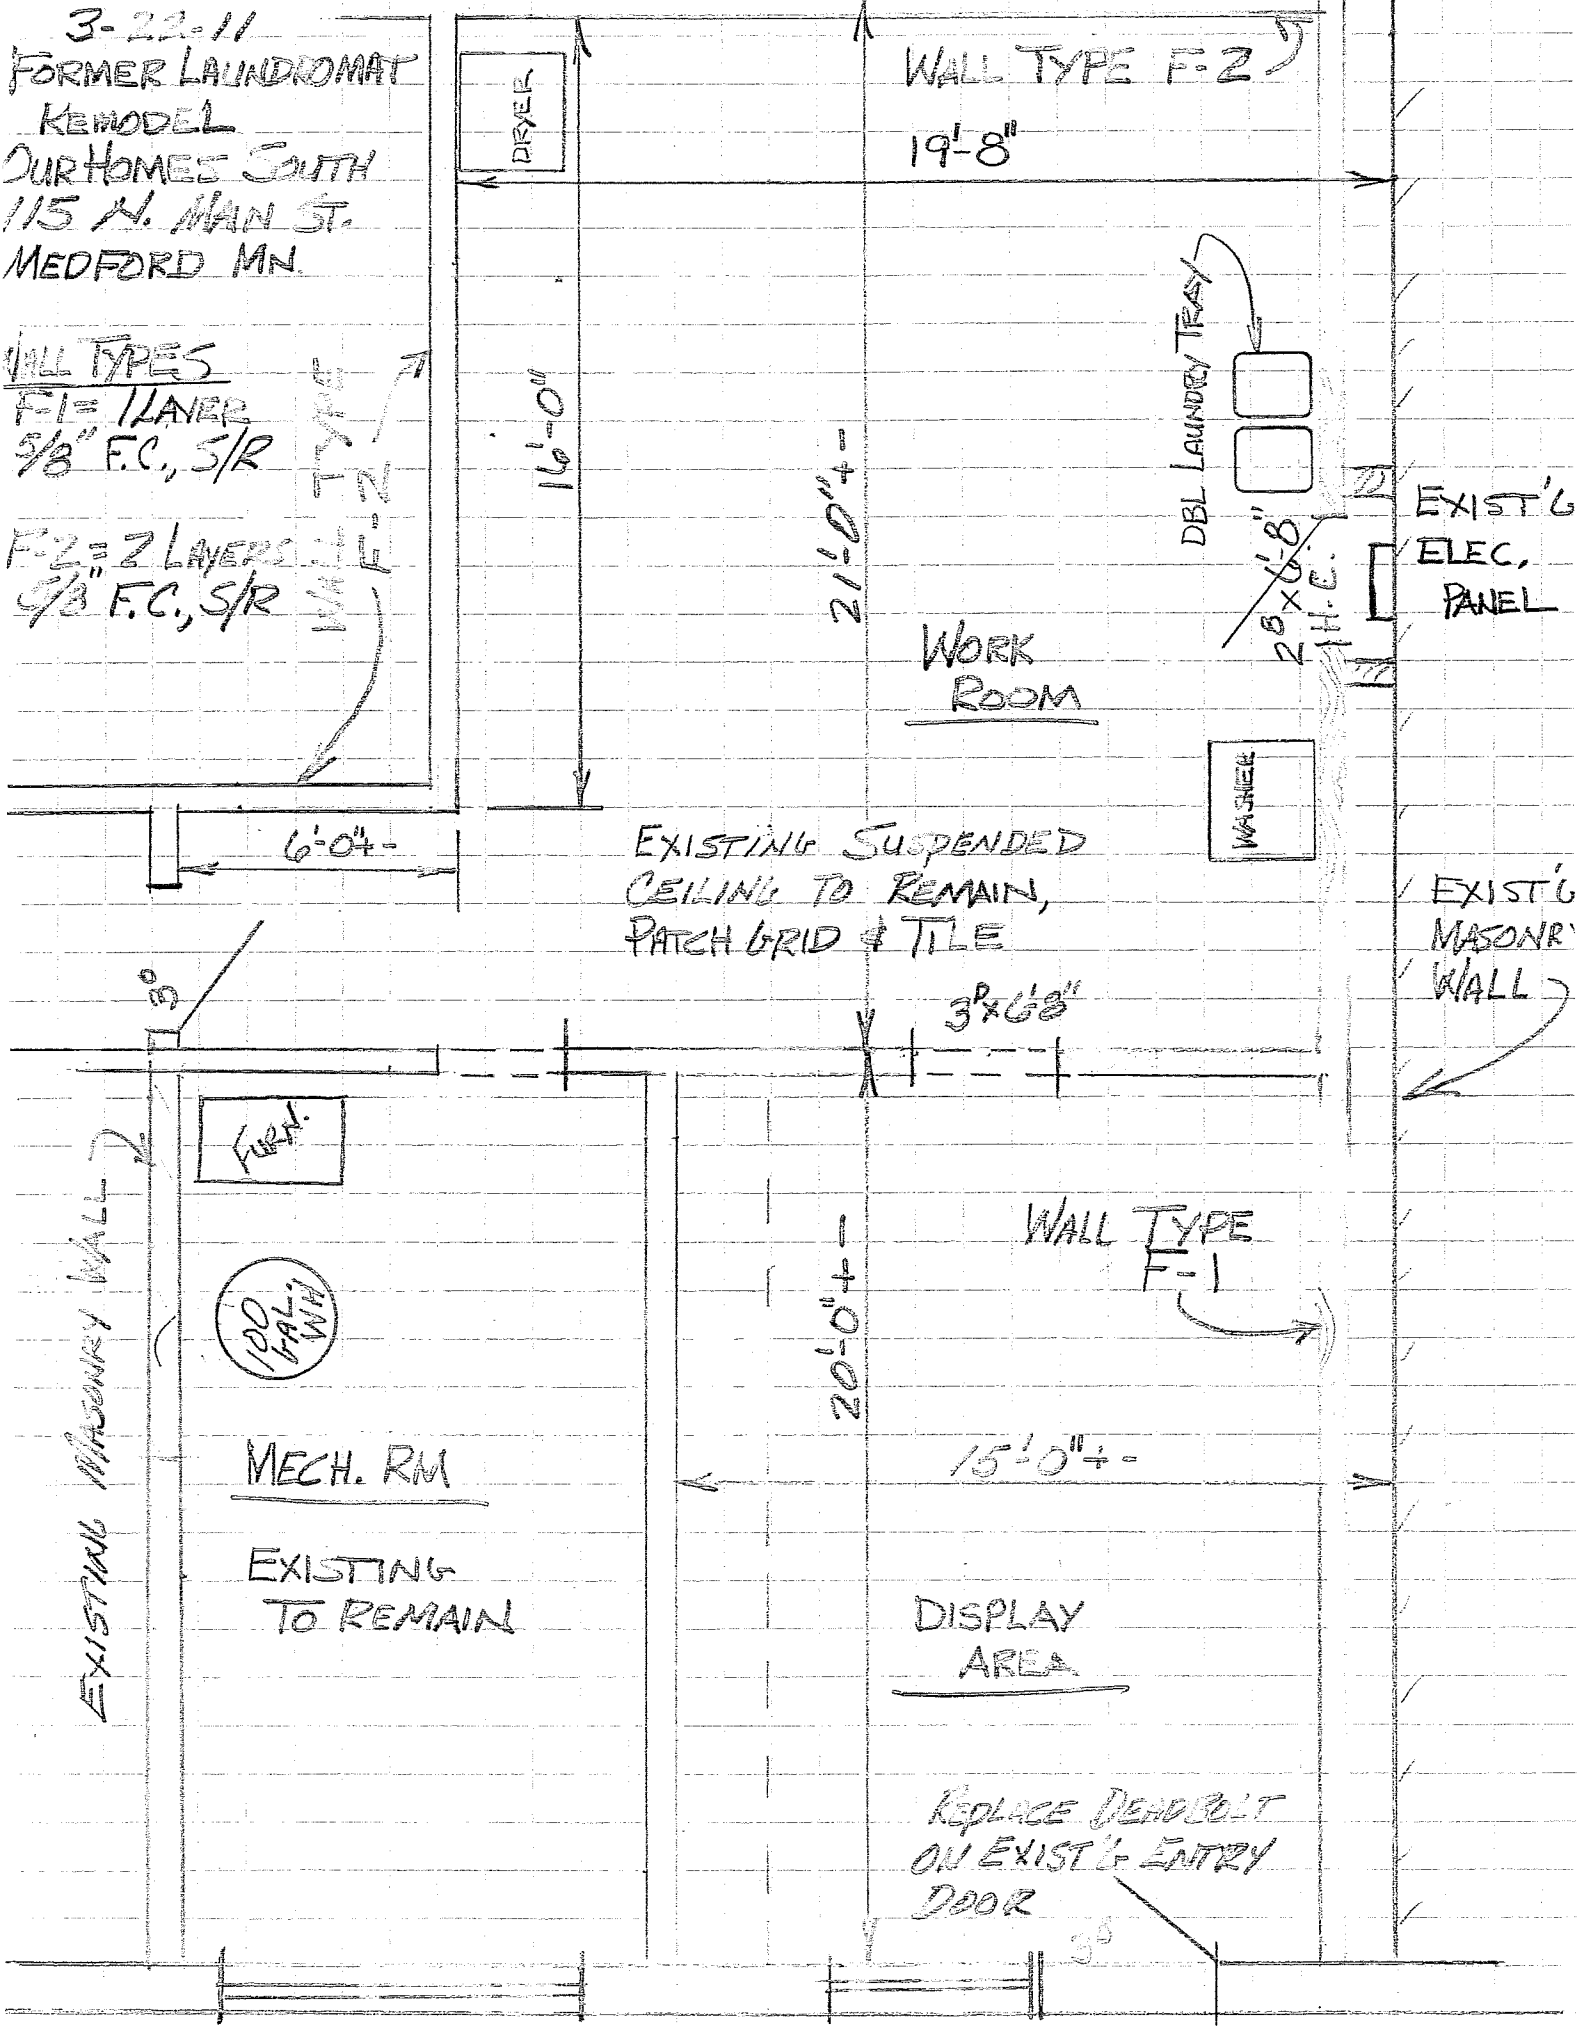 3-22-11
FORMER LAUNDROMAT
REMODEL
OUR HOMES SOUTH
115 N. MAIN ST.
MEDFORD MN.
WALL TYPES
F-1 = 1 LAYER
5/8" F.C., S/R
F-2 = 2 LAYERS
5/8" F.C., S/R
WALL TYPE
F-2
DRYER
WALL TYPE F-2
19'-8"
16'-0"
21'-0"+-
DBL LAUNDRY TRAY
2⁸ x 6'-8"
H.C.
EXIST'G
ELEC.
PANEL
WORK
ROOM
WASHER
6'-0"+-
EXISTING SUSPENDED
CEILING TO REMAIN,
PATCH GRID & TILE
EXIST'G
MASONRY
WALL
3⁰
3⁰ x 6'8"
FURN.
EXISTING MASONRY WALL
100
GAL.
WH
WALL TYPE
F-1
20'-0"+-
MECH. RM
15'-0"+-
EXISTING
TO REMAIN
DISPLAY
AREA
REPLACE DEADBOLT
ON EXIST'G ENTRY
DOOR
3⁰